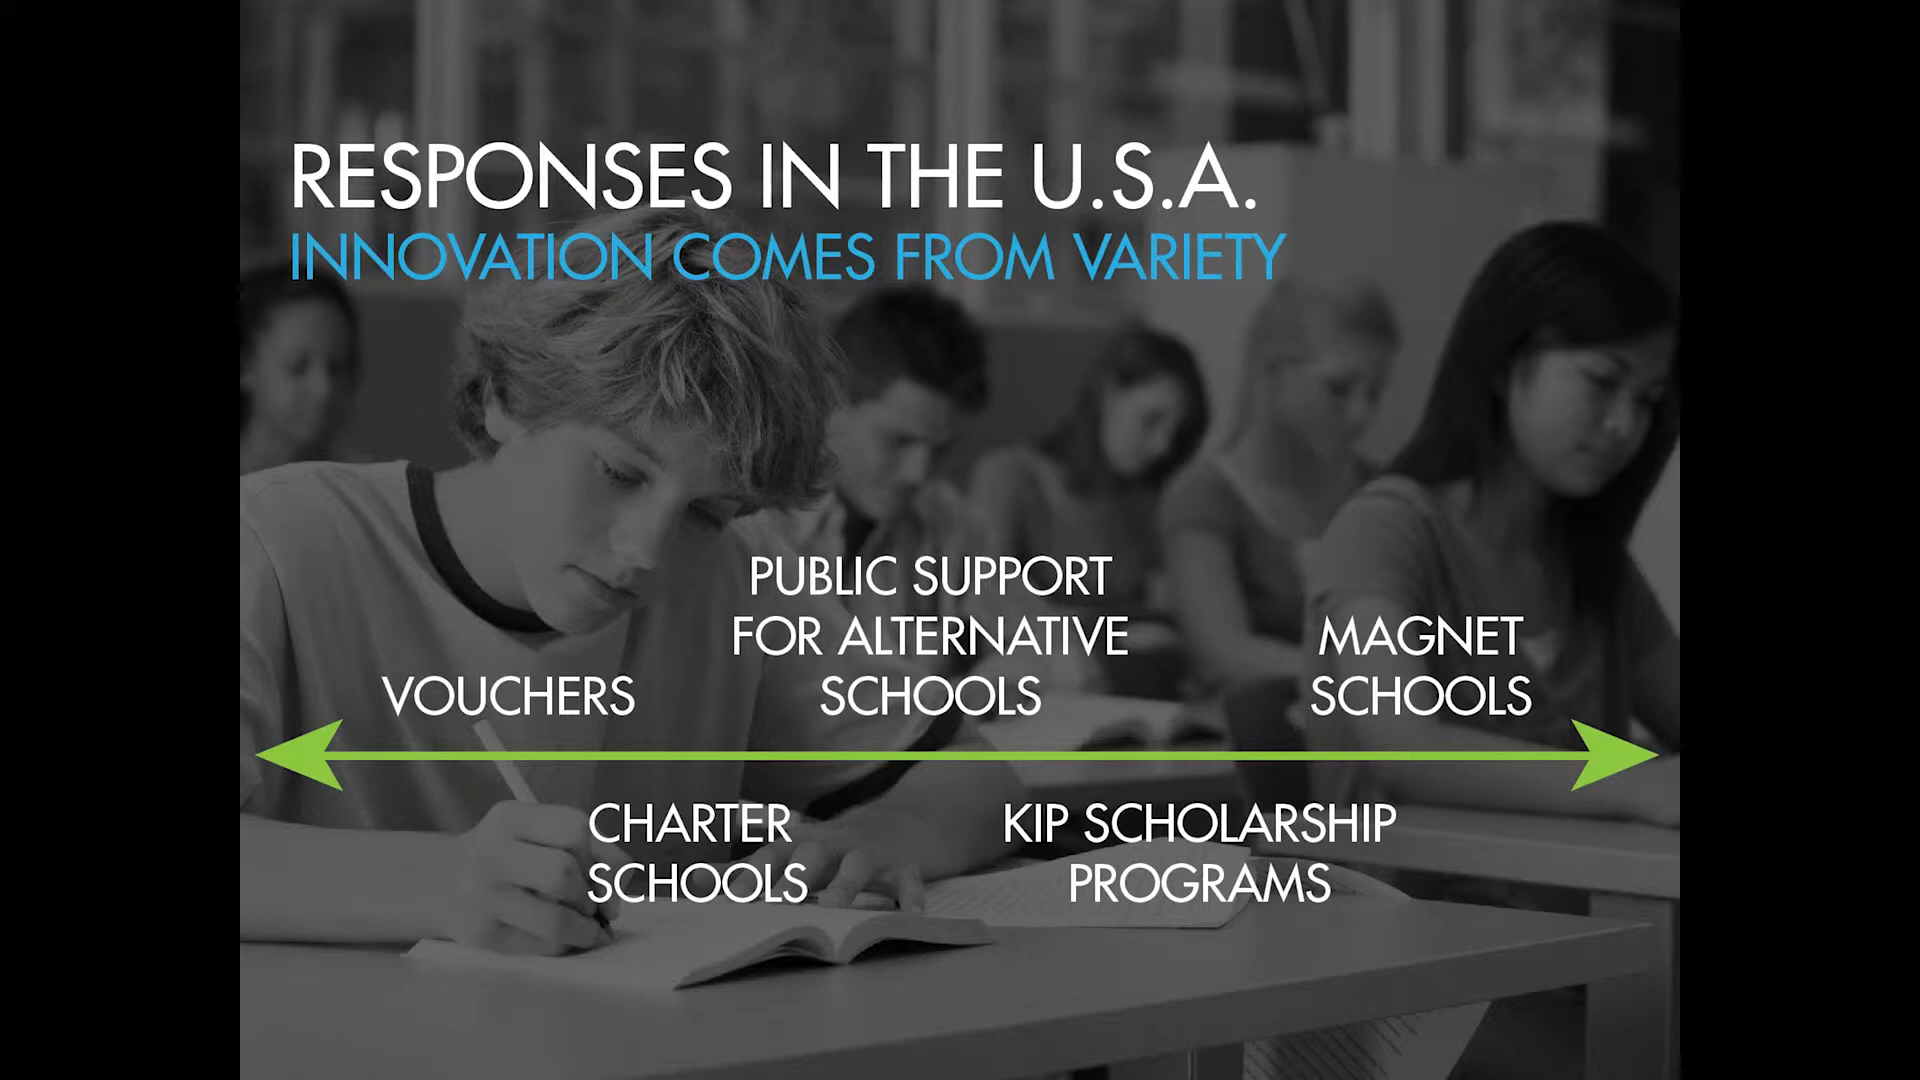 RESPONSES IN THE U.S.A.
INNOVATION COMES FROM VARIETY
VOUCHERS
PUBLIC SUPPORT
FOR ALTERNATIVE
SCHOOLS
MAGNET
SCHOOLS
CHARTER
SCHOOLS
KIP SCHOLARSHIP
PROGRAMS